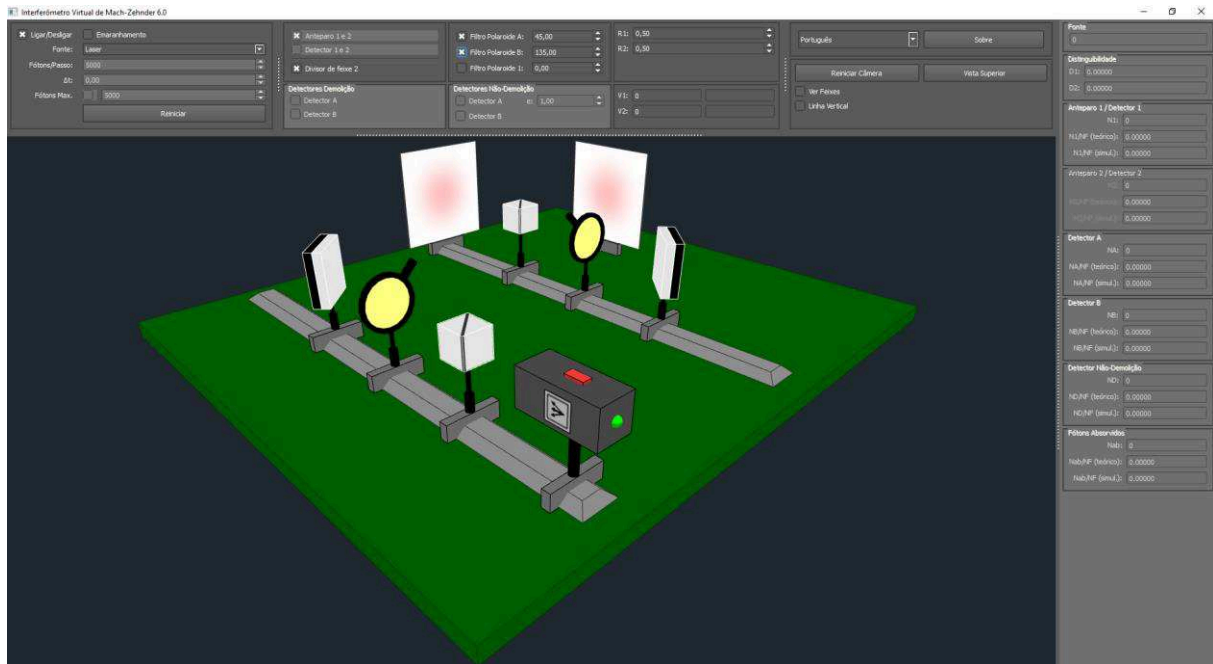 Interferômetro Virtual de Mach-Zehnder 6.0
Ligar/Desligar Emaranhamento
Fonte: Laser
Fótons/Passo: 5000
Δt: 0,00
Fótons Max. 5000
Reiniciar
Anteparo 1 e 2
Detector 1 e 2
Divisor de feixe 2
Detectores Demolição
Detector A
Detector B
Filtro Polaroide A: 45,00
Filtro Polaroide B: 135,00
Filtro Polaroide 1: 0,00
Detectores Não-Demolição
Detector A e: 1,00
Detector B
R1: 0,50
R2: 0,50
V1: 0
V2: 0
Português Sobre
Reiniciar Câmera Vista Superior
Ver Feixes
Linha Vertical
Fonte
0
Distinguibilidade
D1: 0.00000
D2: 0.00000
Anteparo 1 / Detector 1
N1: 0
N1/NF (teórico): 0.00000
N1/NF (simul.): 0.00000
Anteparo 2 / Detector 2
N2: 0
N2/NF (teórico): 0.00000
N2/NF (simul.): 0.00000
Detector A
NA: 0
NA/NF (teórico): 0.00000
NA/NF (simul.): 0.00000
Detector B
NB: 0
NB/NF (teórico): 0.00000
NB/NF (simul.): 0.00000
Detector Não-Demolição
ND: 0
ND/NF (teórico): 0.00000
ND/NF (simul.): 0.00000
Fótons Absorvidos
Nab: 0
Nab/NF (teórico): 0.00000
Nab/NF (simul.): 0.00000